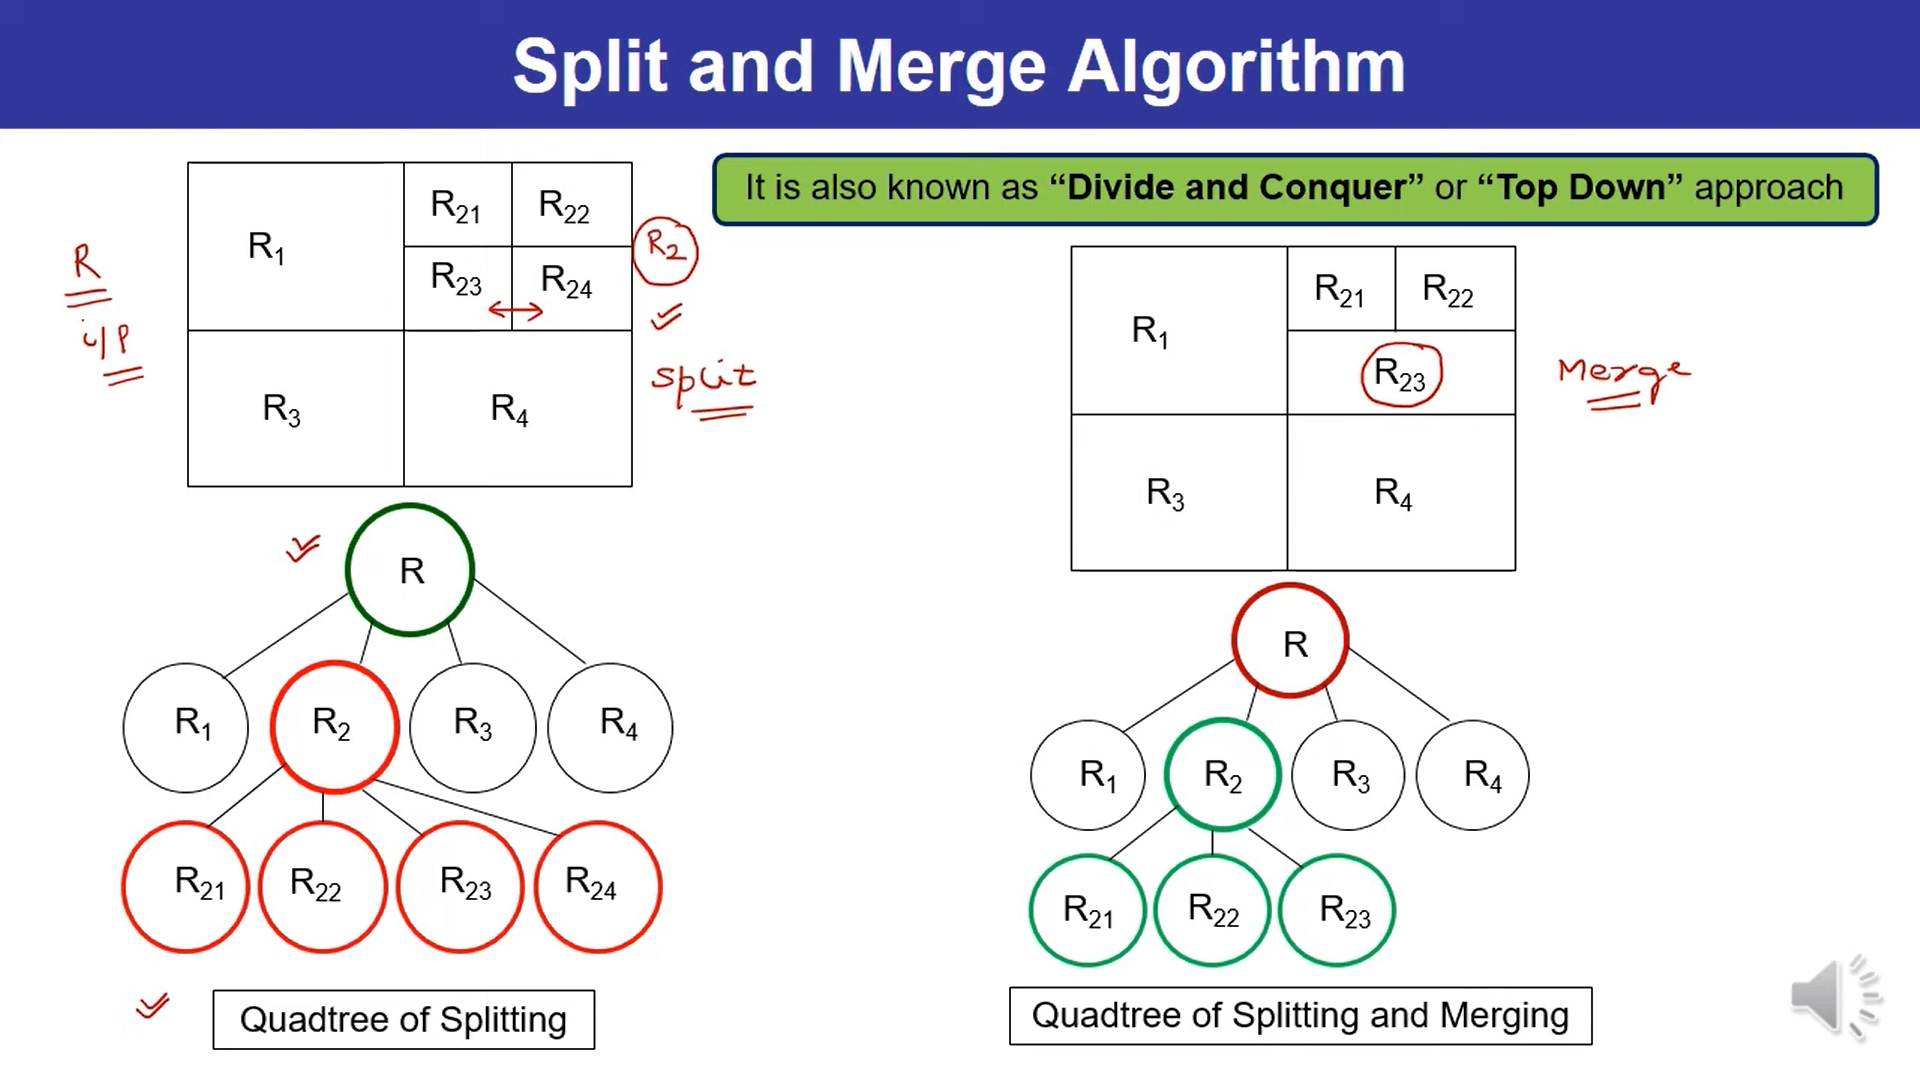 Split and Merge Algorithm
It is also known as “Divide and Conquer” or “Top Down” approach
R
i/P
R1
R21 R22
R23 R24
R3 R4
R2
split
R
R1 R2 R3 R4
R21 R22 R23 R24
Quadtree of Splitting
R1
R21 R22
R23
R3 R4
Merge
R
R1 R2 R3 R4
R21 R22 R23
Quadtree of Splitting and Merging